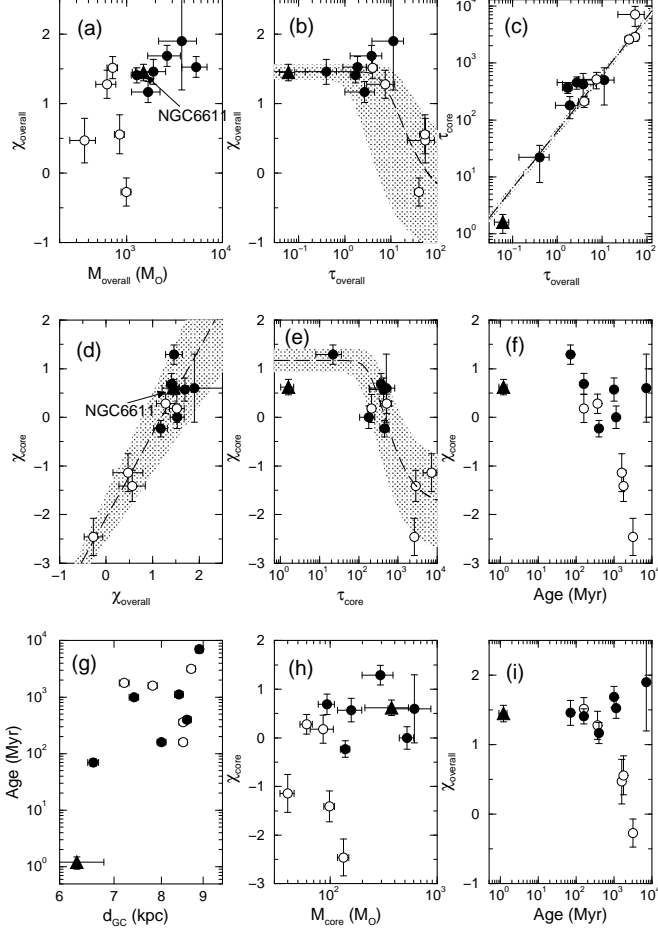 (a)
2
1
0
−1
χoverall
NGC6611
10³
10⁴
Moverall (MO)
(b)
2
1
0
−1
χoverall
10⁻¹
10⁰
10¹
10²
τoverall
(c)
10⁴
10³
10²
10¹
10⁰
τcore
10⁻¹
10⁰
10¹
10²
τoverall
(d)
2
1
0
−1
−2
−3
χcore
NGC6611
−1
0
1
2
χoverall
(e)
2
1
0
−1
−2
−3
χcore
10⁰
10¹
10²
10³
10⁴
τcore
(f)
2
1
0
−1
−2
−3
χcore
10⁰
10¹
10²
10³
10⁴
Age (Myr)
(g)
10⁴
10³
10²
10¹
10⁰
Age (Myr)
6
7
8
9
dGC (kpc)
(h)
2
1
0
−1
−2
−3
χcore
10²
10³
Mcore (MO)
(i)
2
1
0
−1
χoverall
10⁰
10¹
10²
10³
10⁴
Age (Myr)